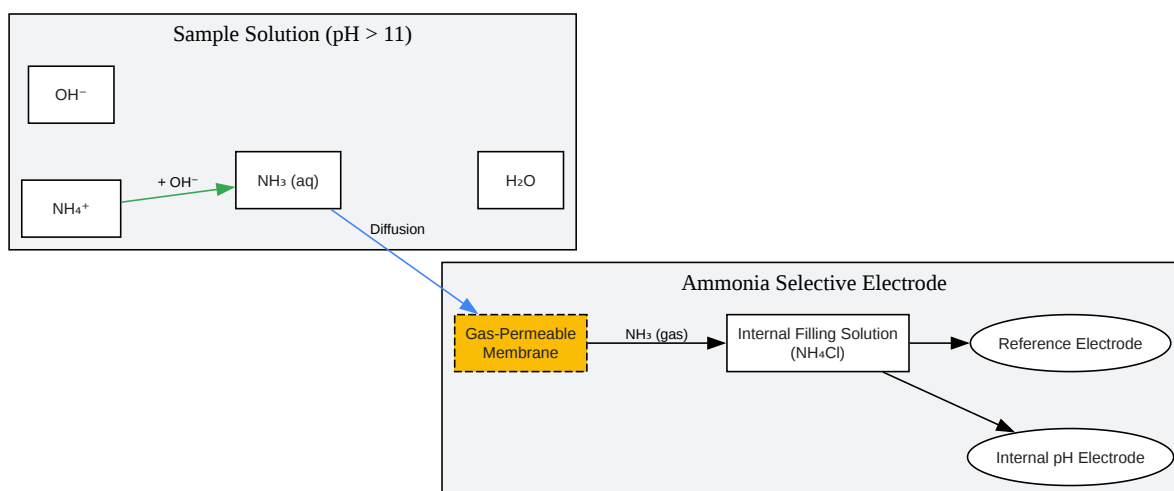 Sample Solution (pH > 11)
OH⁻
NH₄⁺
+ OH⁻
NH₃ (aq)
H₂O
Diffusion
Ammonia Selective Electrode
Gas-Permeable
Membrane
NH₃ (gas)
Internal Filling Solution
(NH₄Cl)
Reference Electrode
Internal pH Electrode